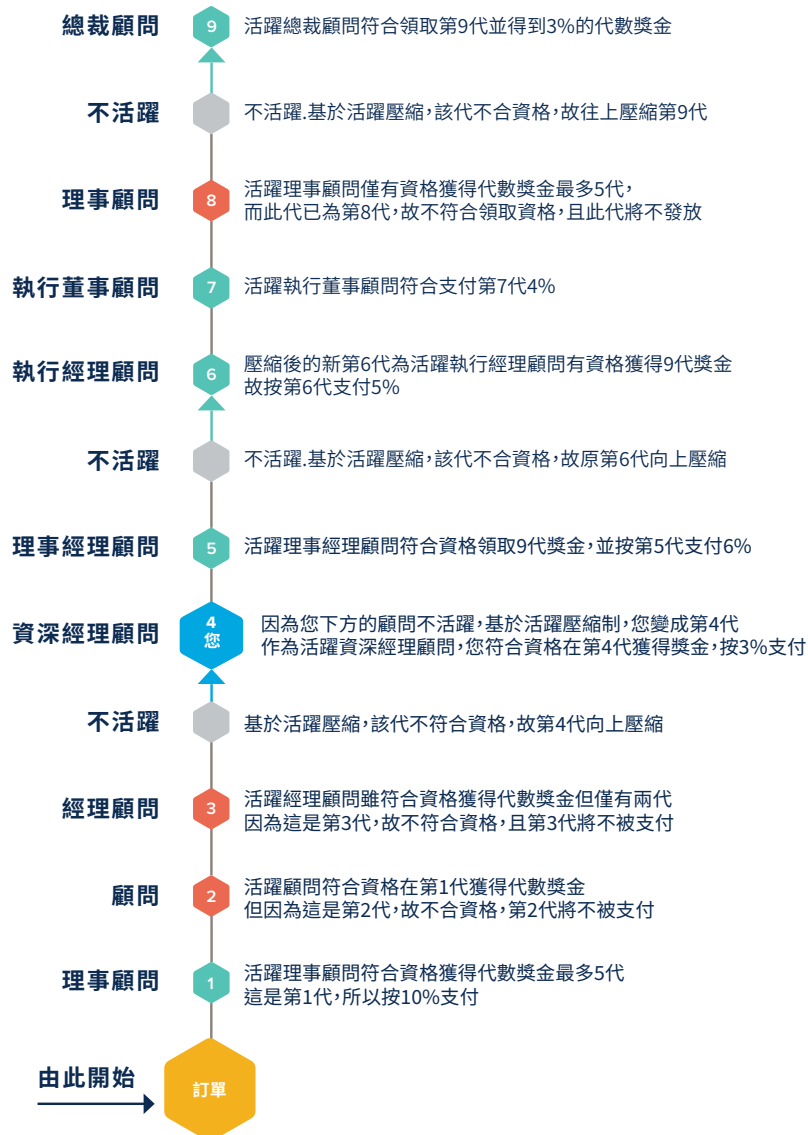 總裁顧問
9
活躍總裁顧問符合領取第9代並得到3%的代數獎金
不活躍
不活躍.基於活躍壓縮,該代不合資格,故往上壓縮第9代
理事顧問
8
活躍理事顧問僅有資格獲得代數獎金最多5代,
而此代已為第8代,故不符合領取資格,且此代將不發放
執行董事顧問
7
活躍執行董事顧問符合支付第7代4%
執行經理顧問
6
壓縮後的新第6代為活躍執行經理顧問有資格獲得9代獎金
故按第6代支付5%
不活躍
不活躍.基於活躍壓縮,該代不合資格,故原第6代向上壓縮
理事經理顧問
5
活躍理事經理顧問符合資格領取9代獎金,並按第5代支付6%
資深經理顧問
4
您
因為您下方的顧問不活躍,基於活躍壓縮制,您變成第4代
作為活躍資深經理顧問,您符合資格在第4代獲得獎金,按3%支付
不活躍
基於活躍壓縮,該代不符合資格,故第4代向上壓縮
經理顧問
3
活躍經理顧問雖符合資格獲得代數獎金但僅有兩代
因為這是第3代,故不符合資格,且第3代將不被支付
顧問
2
活躍顧問符合資格在第1代獲得代數獎金
但因為這是第2代,故不合資格,第2代將不被支付
理事顧問
1
活躍理事顧問符合資格獲得代數獎金最多5代
這是第1代,所以按10%支付
由此開始
訂單